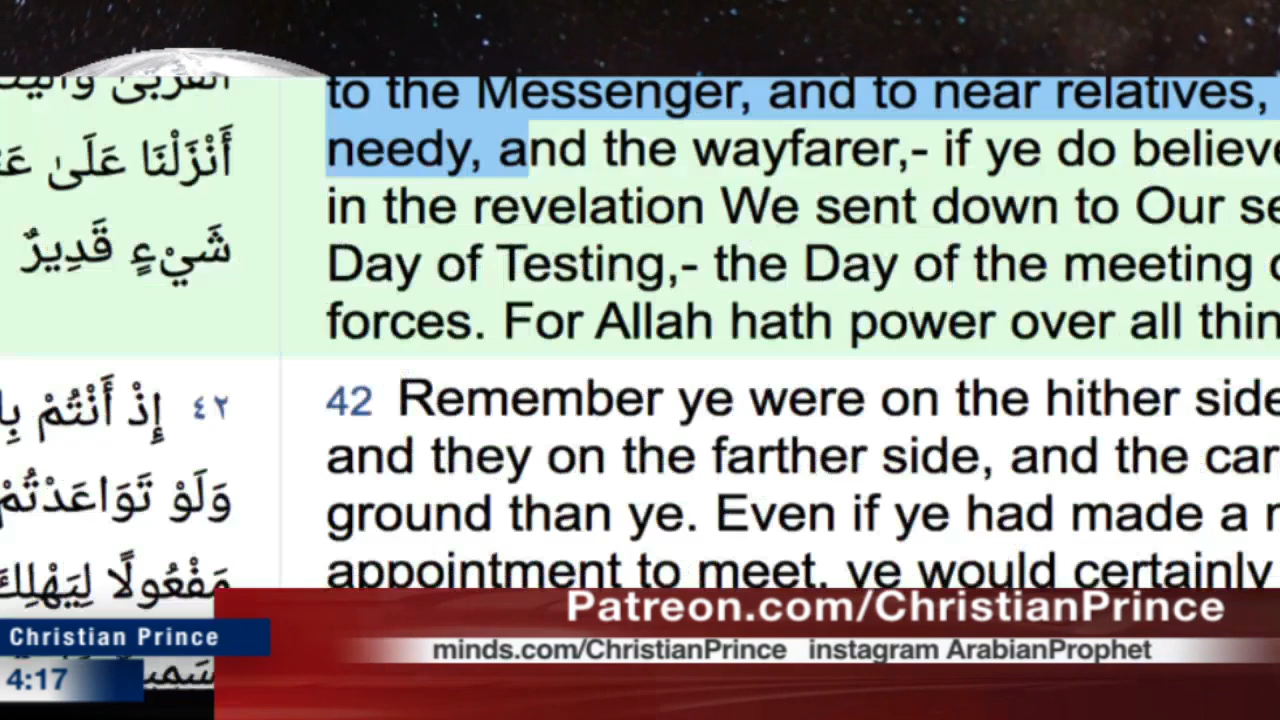 to the Messenger, and to near relatives,
أَنْزَلْنَا عَلَىٰ
needy, and the wayfarer,- if ye do believe
in the revelation We sent down to Our se
شَيْءٍ قَدِيرٌ
Day of Testing,- the Day of the meeting
forces. For Allah hath power over all thin
٤٢ إِذْ أَنْتُمْ
42 Remember ye were on the hither side
and they on the farther side, and the car
وَلَوْ تَوَاعَدْتُمْ
ground than ye. Even if ye had made a
appointment to meet, ye would certainly
مَفْعُولًا لِيَهْلِكَ
Patreon.com/ChristianPrince
Christian Prince
minds.com/ChristianPrince instagram ArabianProphet
4:17